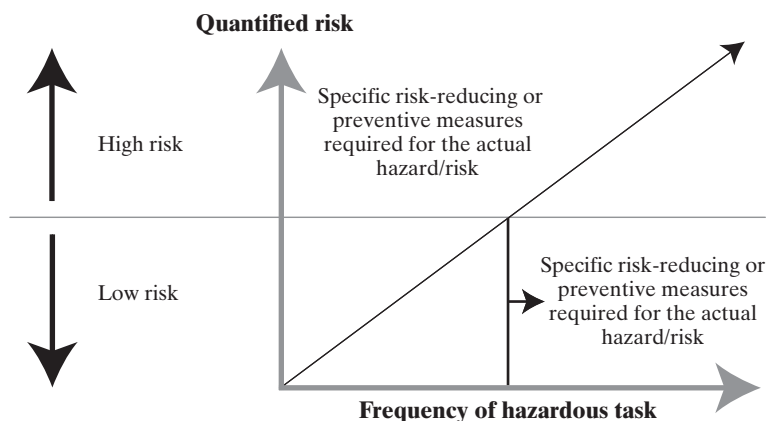 Quantified risk
Specific risk-reducing or
preventive measures
required for the actual
hazard/risk
High risk
Low risk
Specific risk-reducing or
preventive measures
required for the actual
hazard/risk
Frequency of hazardous task